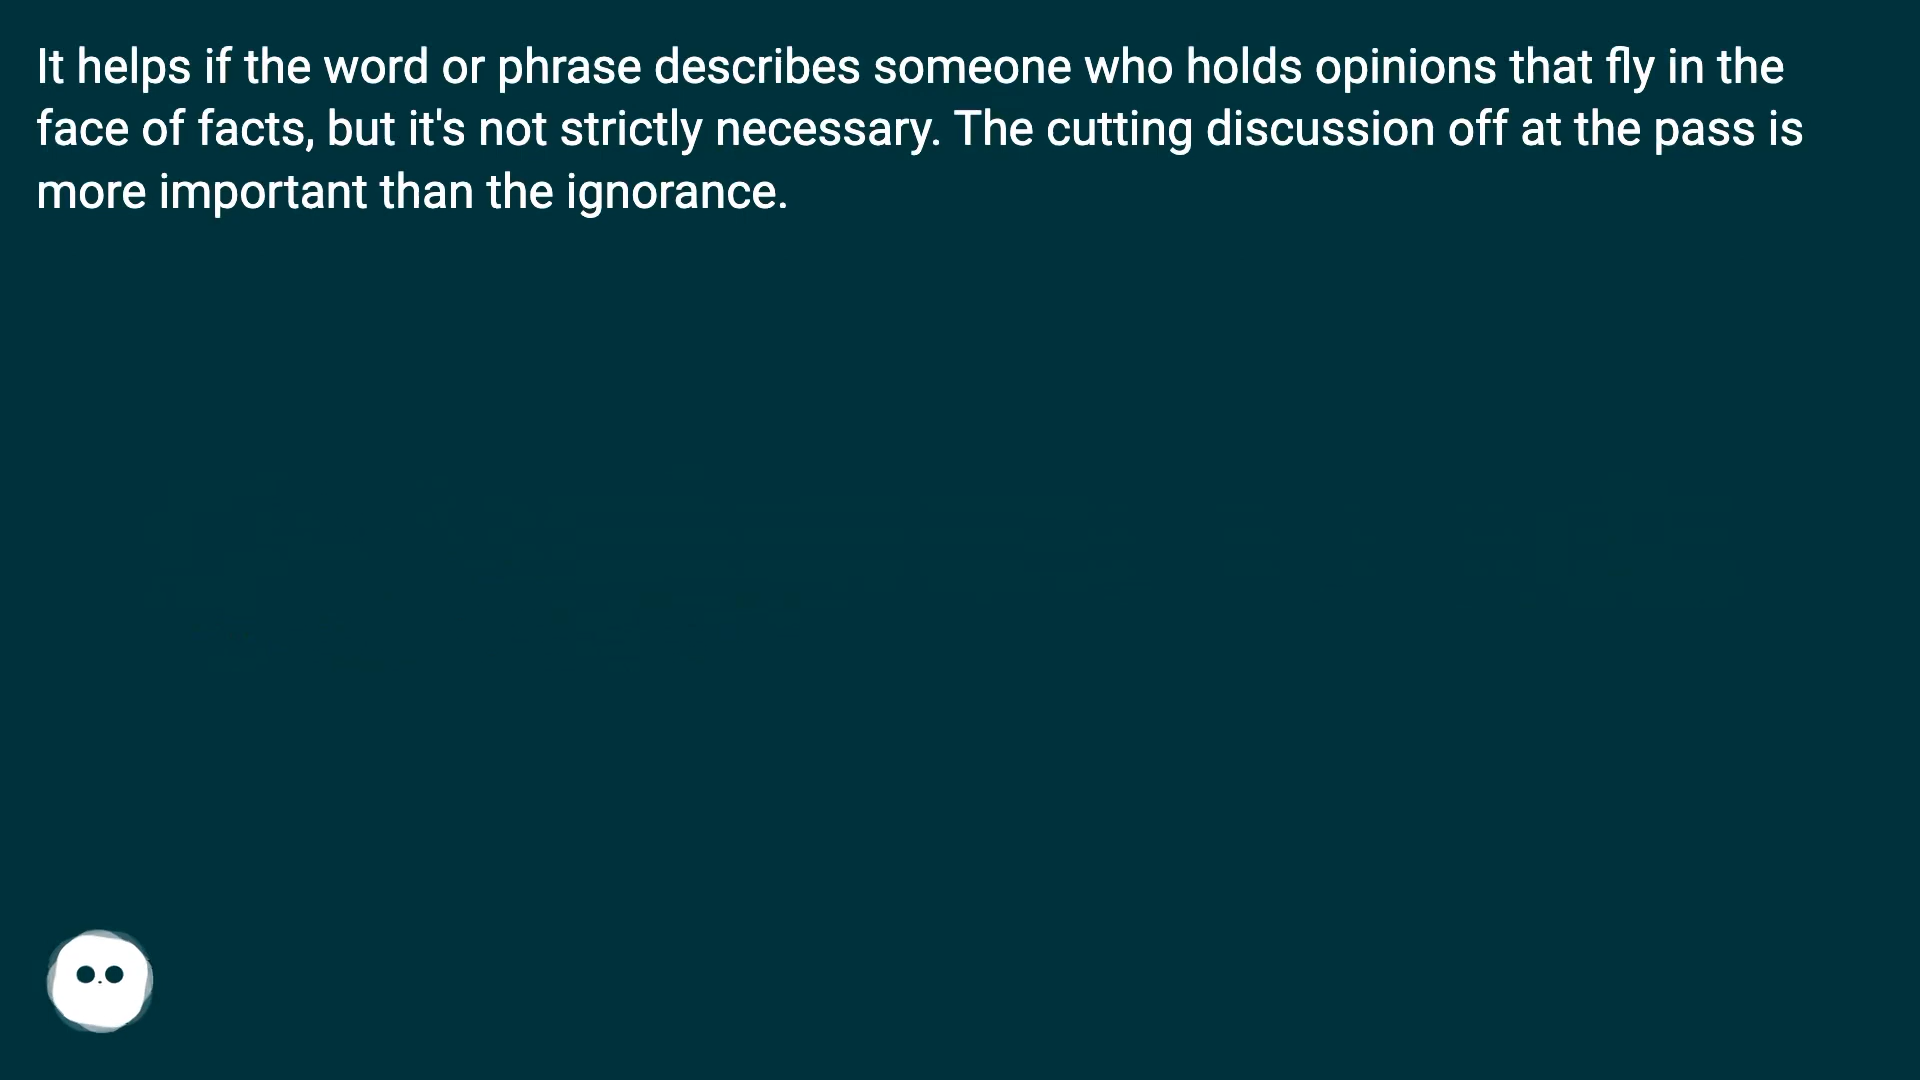 It helps if the word or phrase describes someone who holds opinions that fly in the
face of facts, but it's not strictly necessary. The cutting discussion off at the pass is
more important than the ignorance.